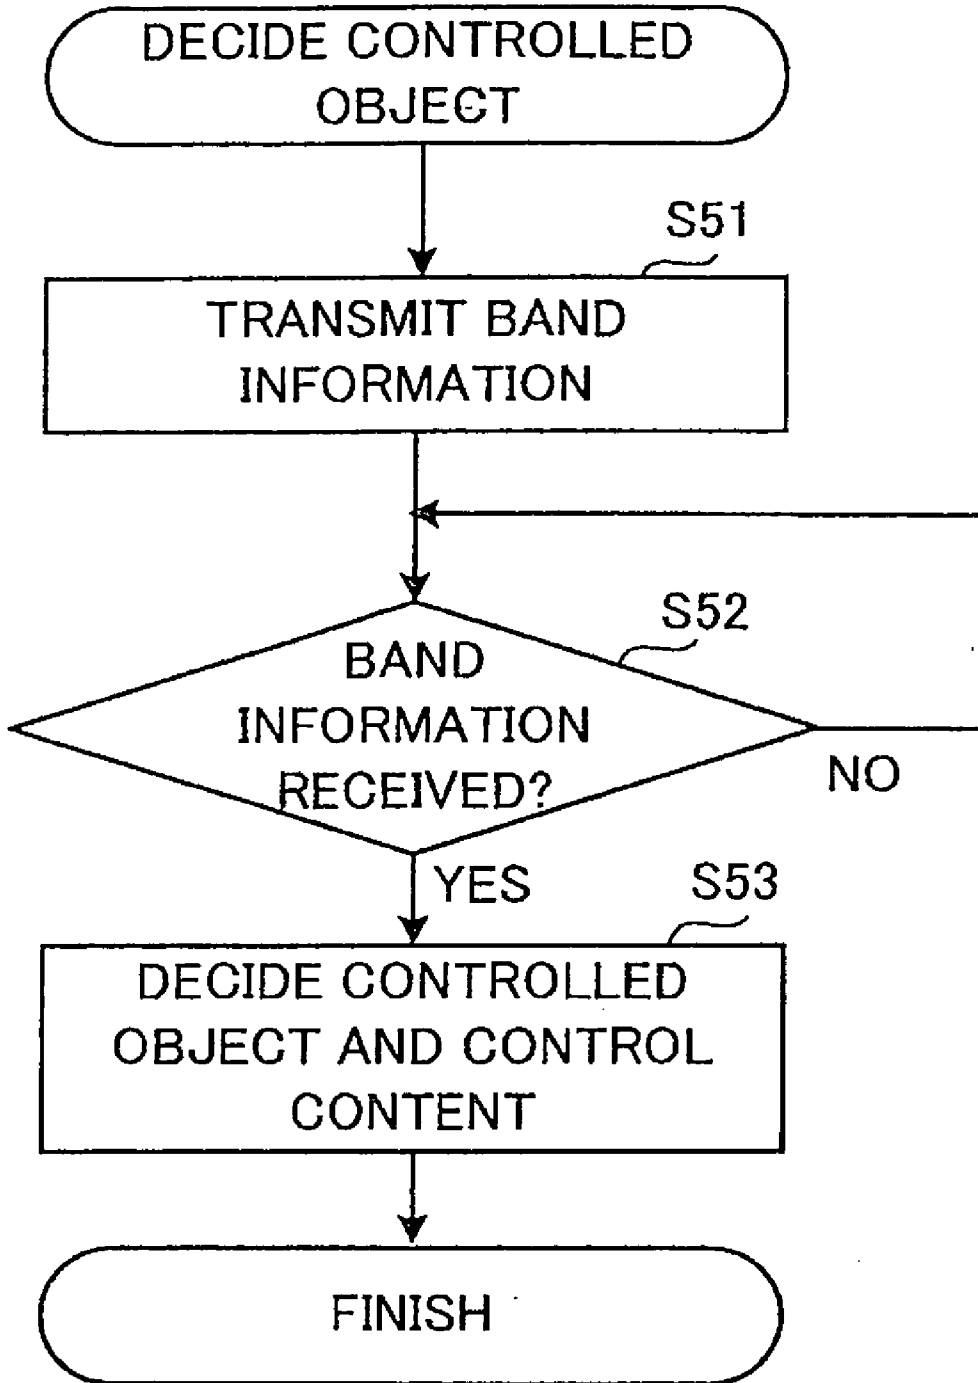 DECIDE CONTROLLED
OBJECT
S51
TRANSMIT BAND
INFORMATION
S52
BAND
INFORMATION
RECEIVED?
NO
YES
S53
DECIDE CONTROLLED
OBJECT AND CONTROL
CONTENT
FINISH